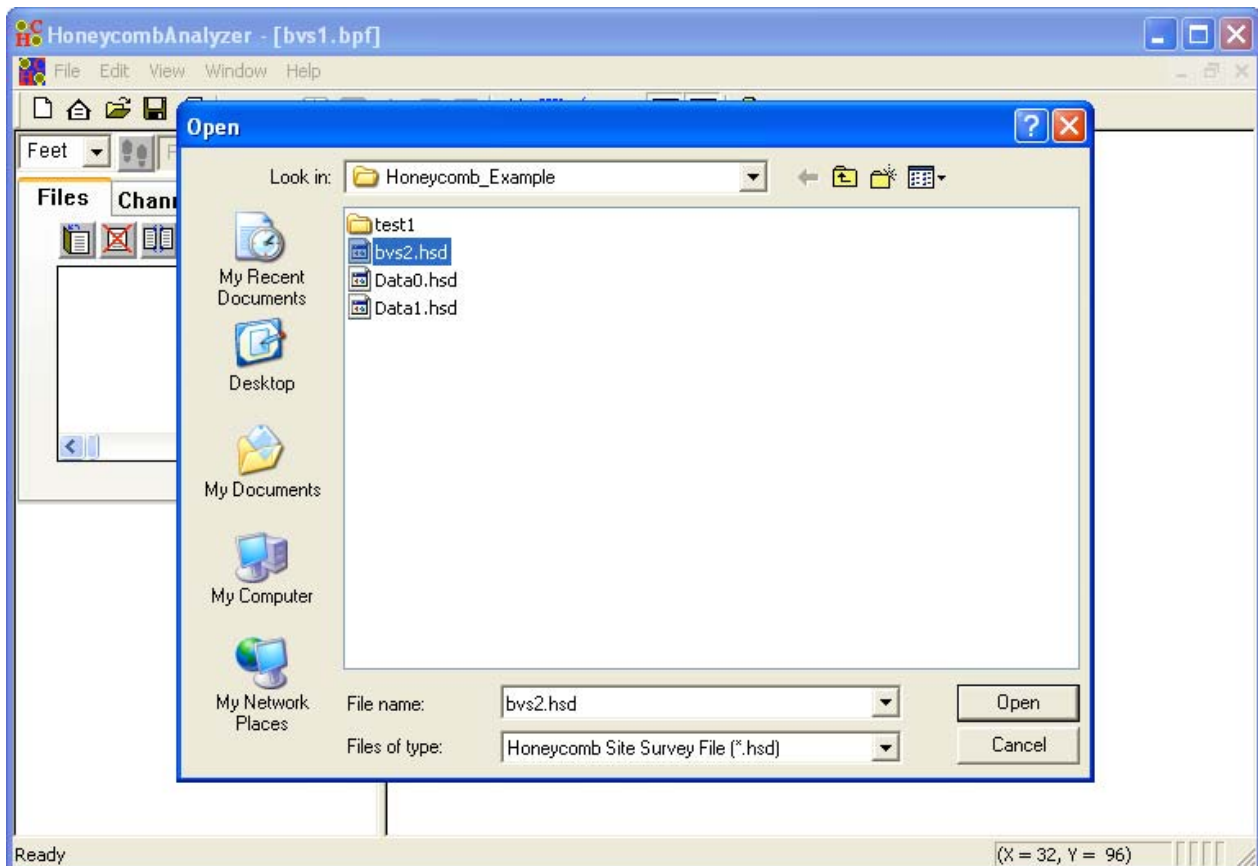 HoneycombAnalyzer - [bvs1.bpf]
File Edit View Window Help
Open
Feet
Look in: Honeycomb_Example
Files
test1
bvs2.hsd
Data0.hsd
Data1.hsd
My Recent Documents
Desktop
My Documents
My Computer
My Network Places
File name: bvs2.hsd Open
Files of type: Honeycomb Site Survey File (*.hsd) Cancel
Ready (X = 32, Y = 96)